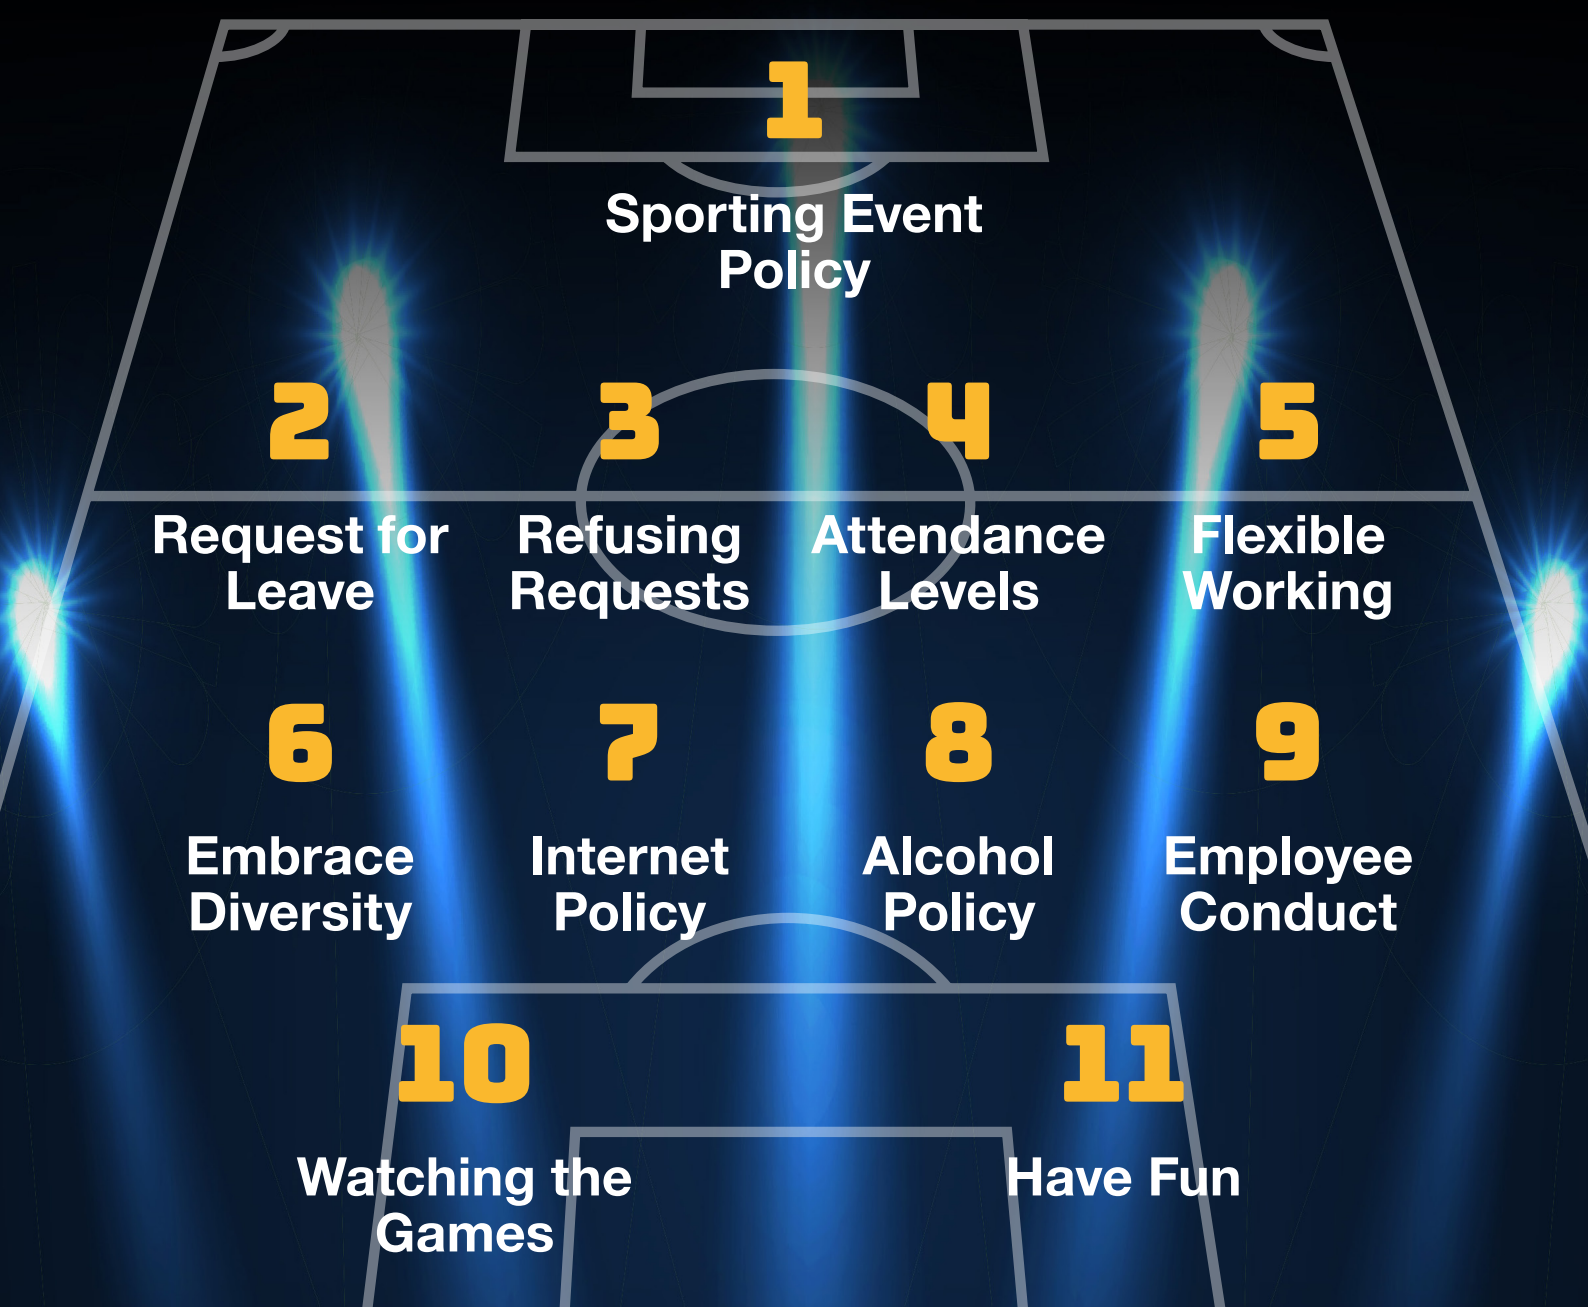 1
Sporting Event
Policy
2
Request for
Leave
3
Refusing
Requests
4
Attendance
Levels
5
Flexible
Working
6
Embrace
Diversity
7
Internet
Policy
8
Alcohol
Policy
9
Employee
Conduct
10
Watching the
Games
11
Have Fun